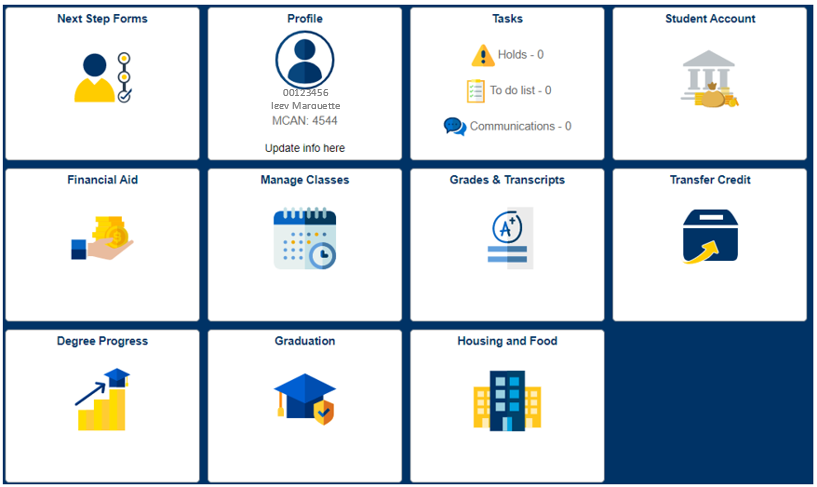 Next Step Forms
Profile
00123456
Iggy Marquette
MCAN: 4544
Update info here
Tasks
Holds - 0
To do list - 0
Communications - 0
Student Account
Financial Aid
Manage Classes
Grades & Transcripts
A+
Transfer Credit
Degree Progress
Graduation
Housing and Food